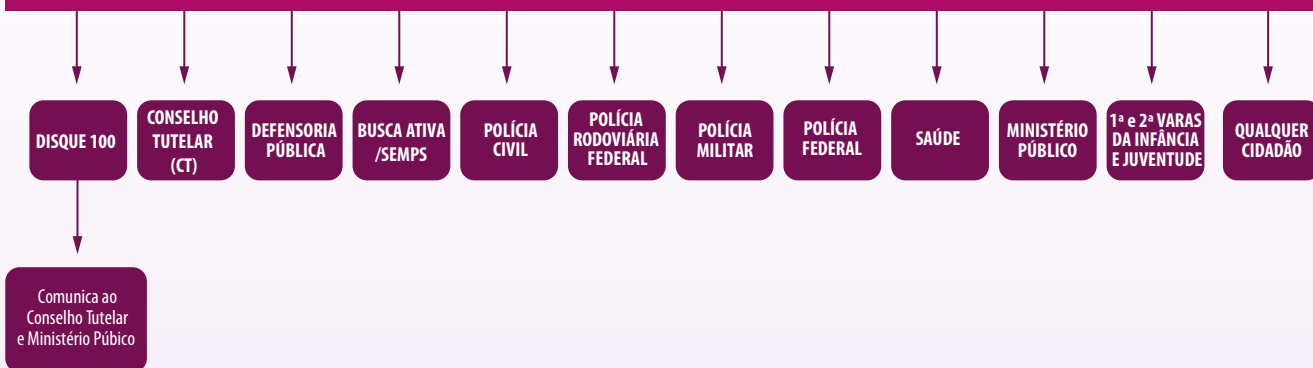 DISQUE 100
CONSELHO
TUTELAR
(CT)
DEFENSORIA
PÚBLICA
BUSCA ATIVA
/SEMPS
POLÍCIA
CIVIL
POLÍCIA
RODOVIÁRIA
FEDERAL
POLÍCIA
MILITAR
POLÍCIA
FEDERAL
SAÚDE
MINISTÉRIO
PÚBLICO
1ª e 2ª VARAS
DA INFÂNCIA
E JUVENTUDE
QUALQUER
CIDADÃO
Comunica ao
Conselho Tutelar
e Ministério Púbico